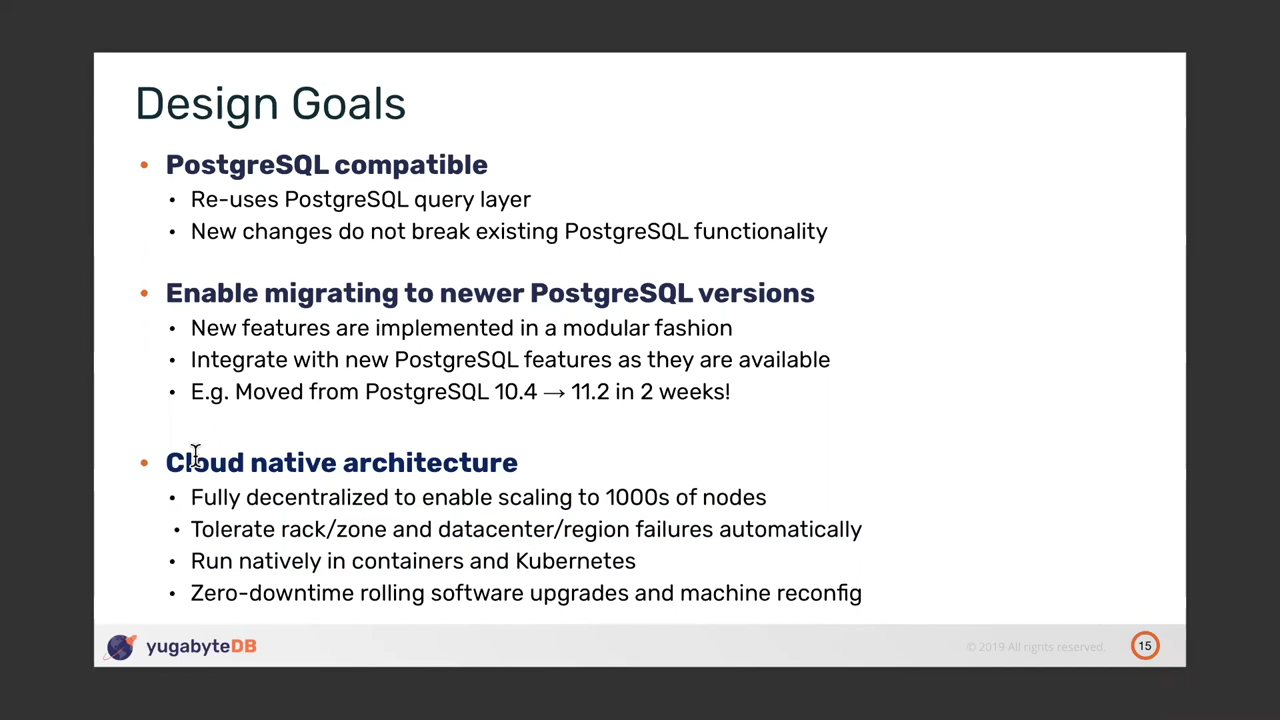 Design Goals
• PostgreSQL compatible
• Re-uses PostgreSQL query layer
• New changes do not break existing PostgreSQL functionality
• Enable migrating to newer PostgreSQL versions
• New features are implemented in a modular fashion
• Integrate with new PostgreSQL features as they are available
• E.g. Moved from PostgreSQL 10.4 → 11.2 in 2 weeks!
• Cloud native architecture
• Fully decentralized to enable scaling to 1000s of nodes
• Tolerate rack/zone and datacenter/region failures automatically
• Run natively in containers and Kubernetes
• Zero-downtime rolling software upgrades and machine reconfig
yugabyteDB
© 2019 All rights reserved.
15